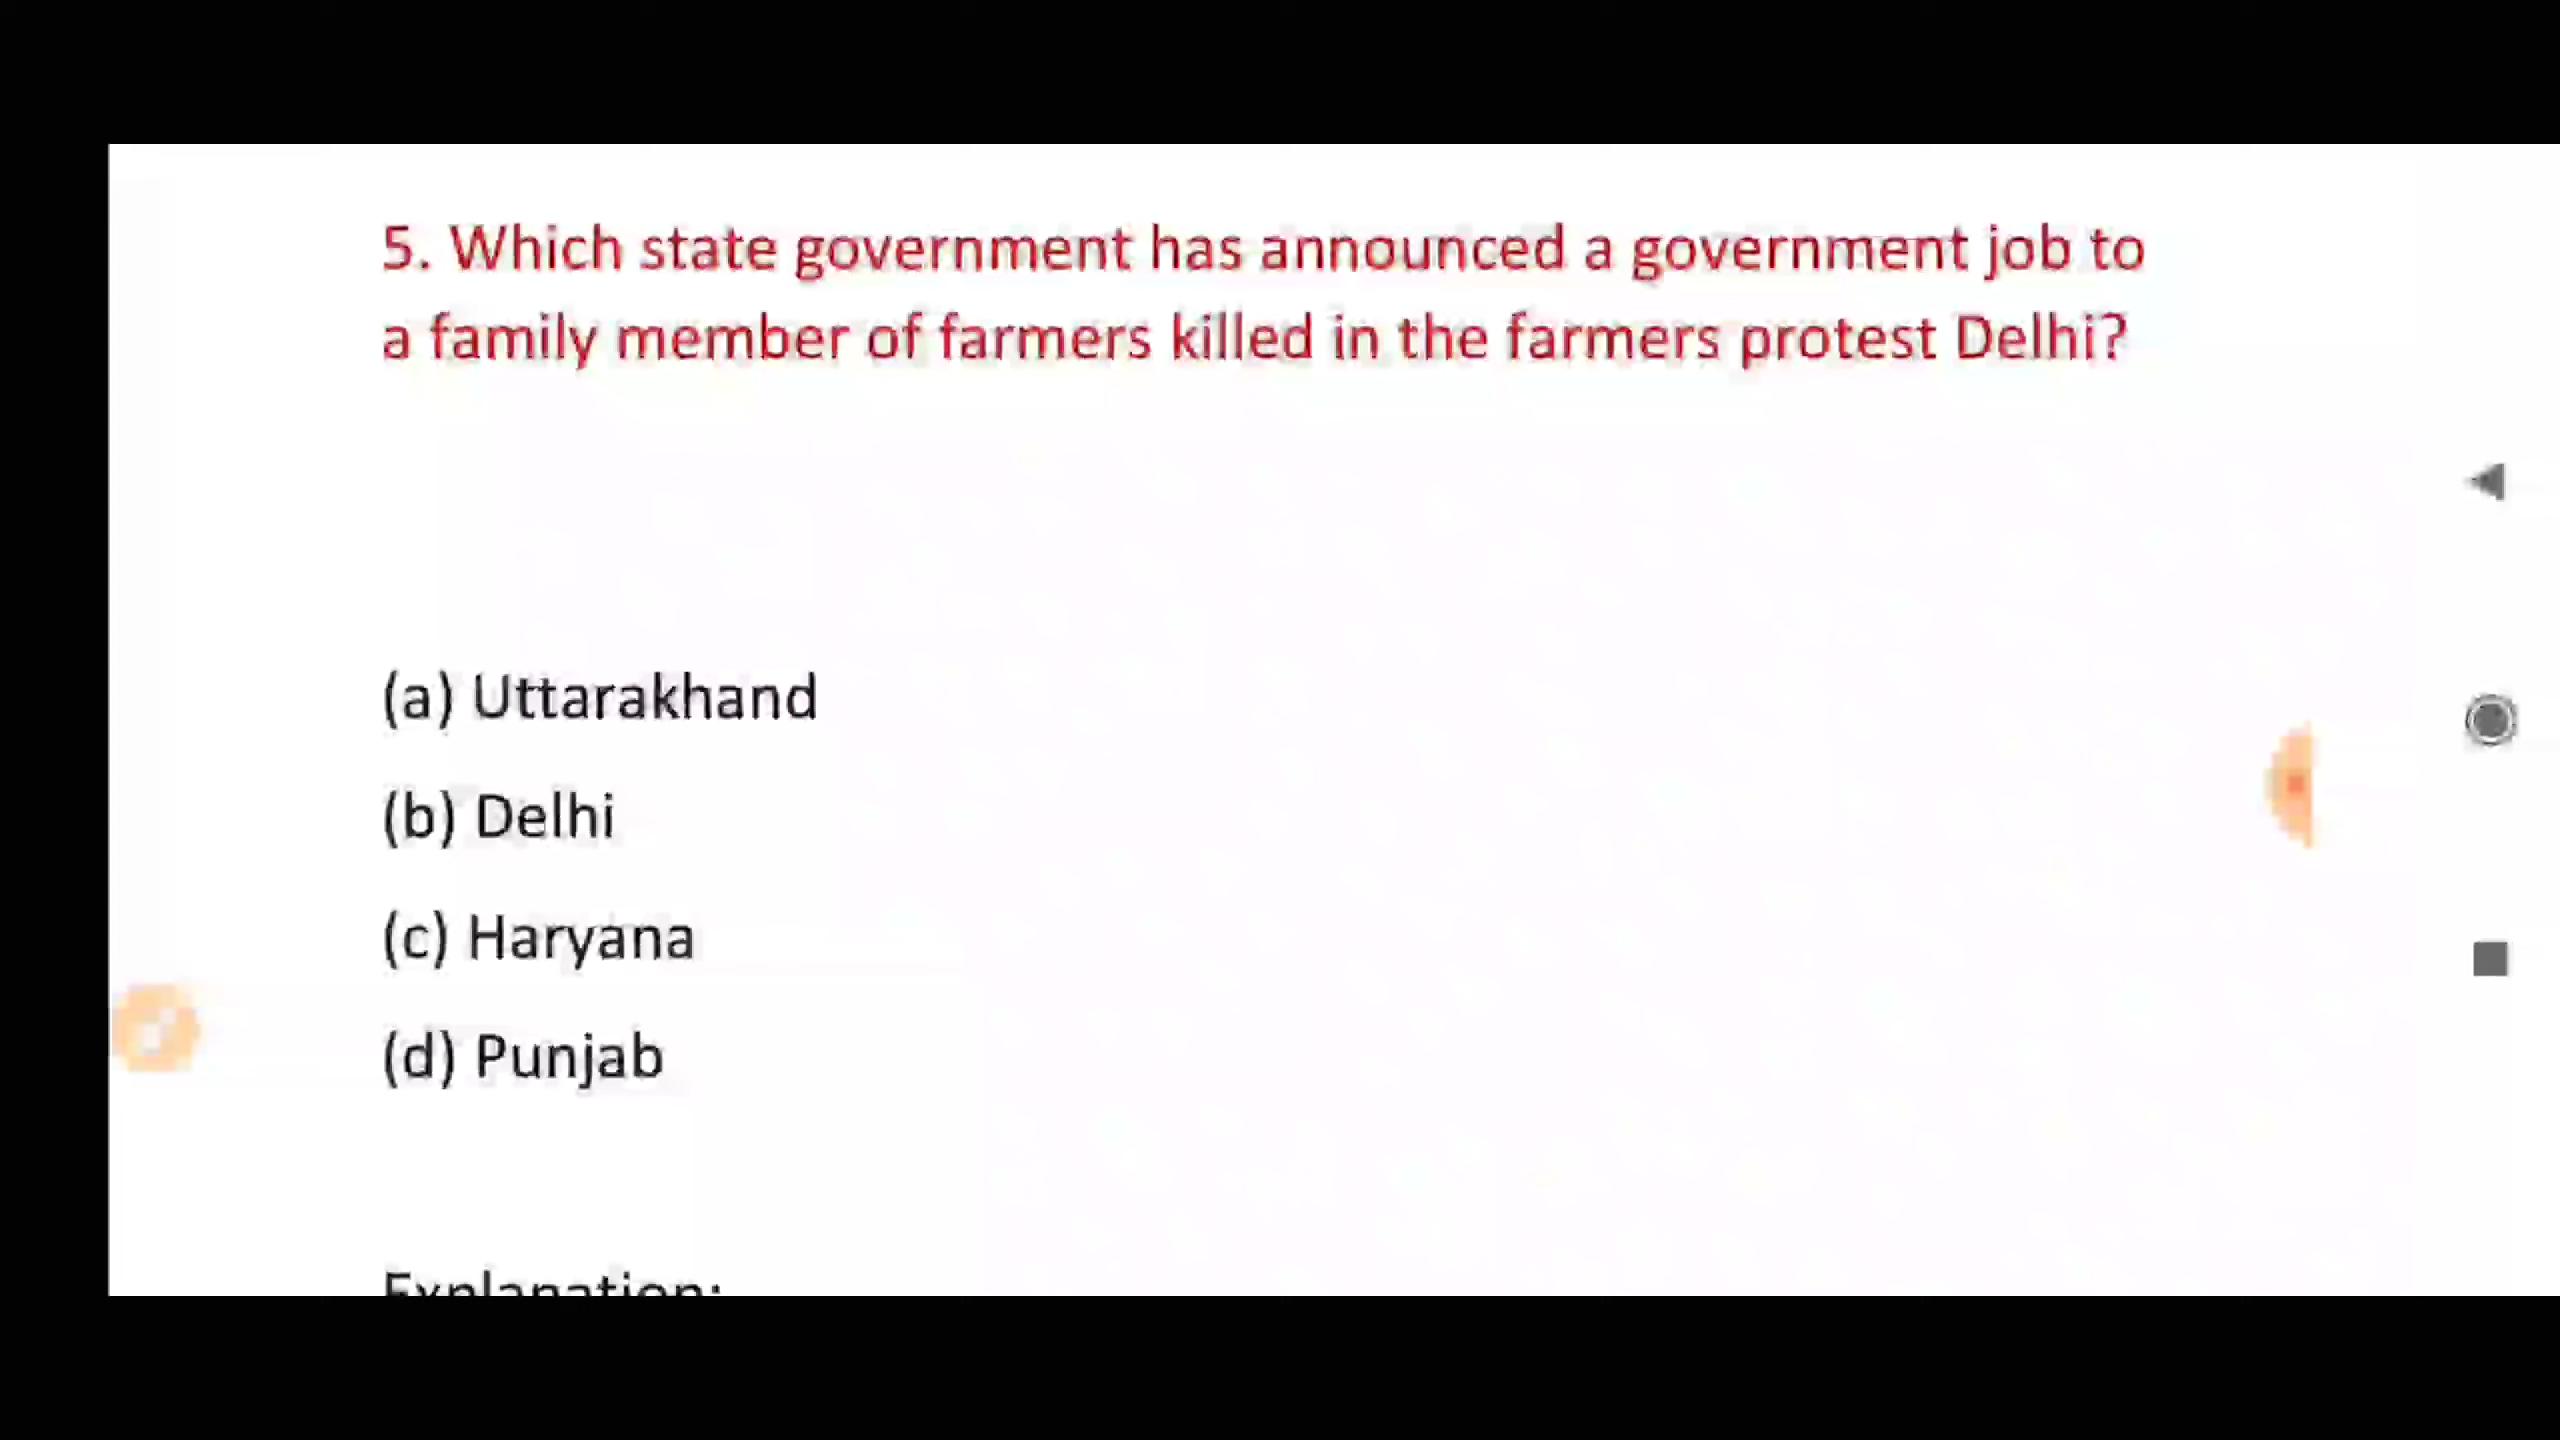 5. Which state government has announced a government job to
a family member of farmers killed in the farmers protest Delhi?
(a) Uttarakhand
(b) Delhi
(c) Haryana
(d) Punjab
Explanation: